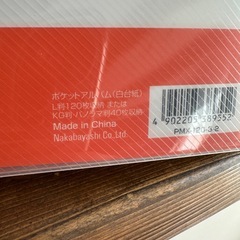 ポケットアルバム(白台紙)
L判120枚収納 または
KG判・パノラマ判40枚収納
Made in China
Nakabayashi Co., Ltd.
PMX-120-3-2